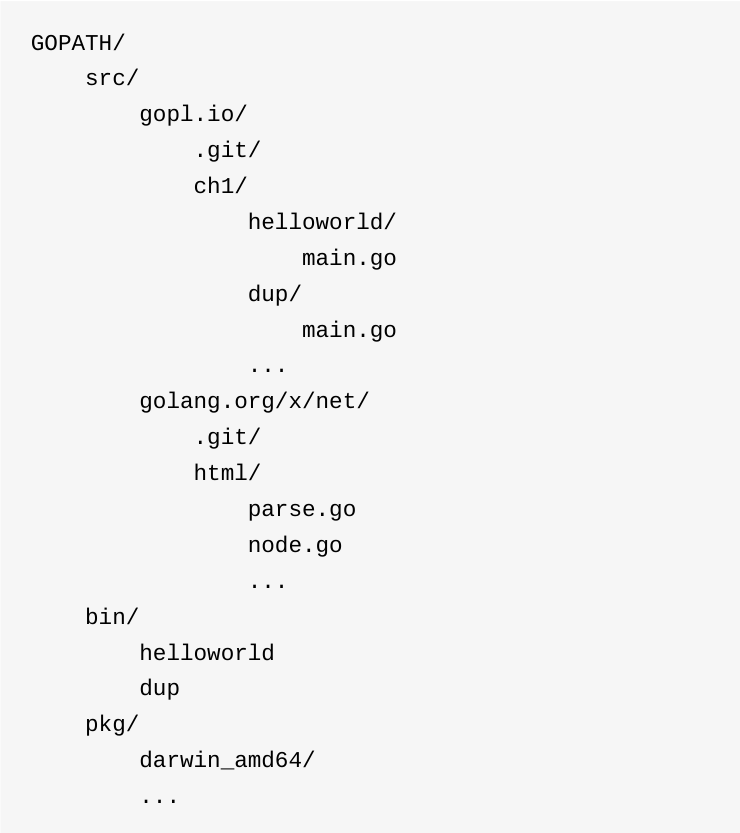 GOPATH/
    src/
        gopl.io/
            .git/
            ch1/
                helloworld/
                    main.go
                dup/
                    main.go
                ...
        golang.org/x/net/
            .git/
            html/
                parse.go
                node.go
                ...
    bin/
        helloworld
        dup
    pkg/
        darwin_amd64/
        ...